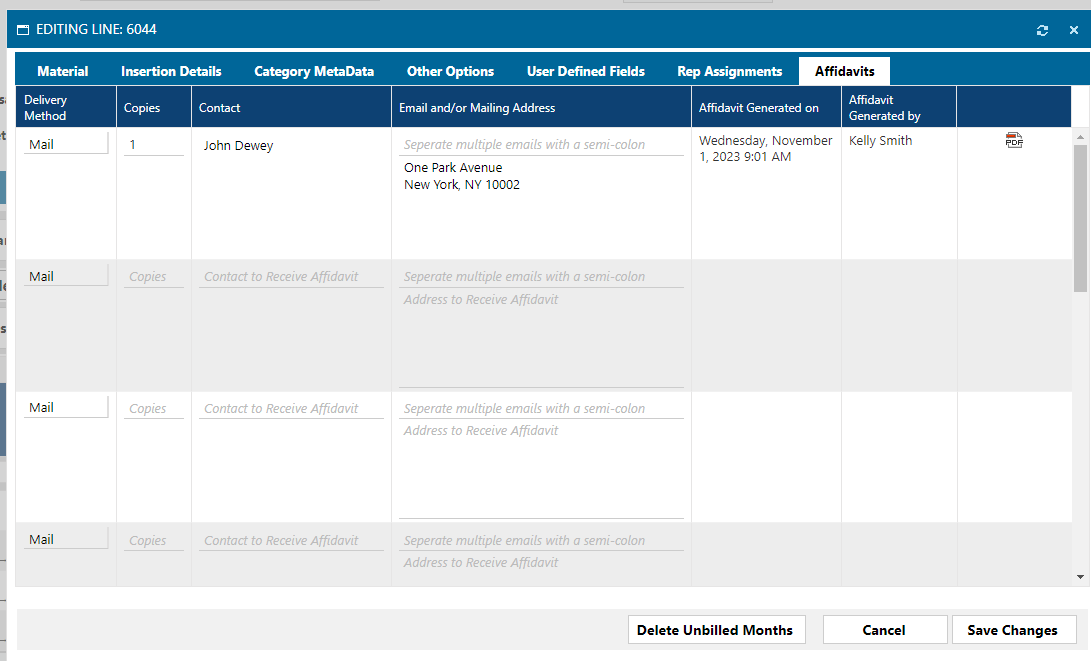 EDITING LINE: 6044
Material Insertion Details Category MetaData Other Options User Defined Fields Rep Assignments Affidavits
Delivery Method Copies Contact Email and/or Mailing Address Affidavit Generated on Affidavit Generated by
Mail 1 John Dewey Seperate multiple emails with a semi-colon Wednesday, November 1, 2023 9:01 AM Kelly Smith PDF
One Park Avenue
New York, NY 10002
Mail Copies Contact to Receive Affidavit Seperate multiple emails with a semi-colon
Address to Receive Affidavit
Mail Copies Contact to Receive Affidavit Seperate multiple emails with a semi-colon
Address to Receive Affidavit
Mail Copies Contact to Receive Affidavit Seperate multiple emails with a semi-colon
Address to Receive Affidavit
Delete Unbilled Months Cancel Save Changes